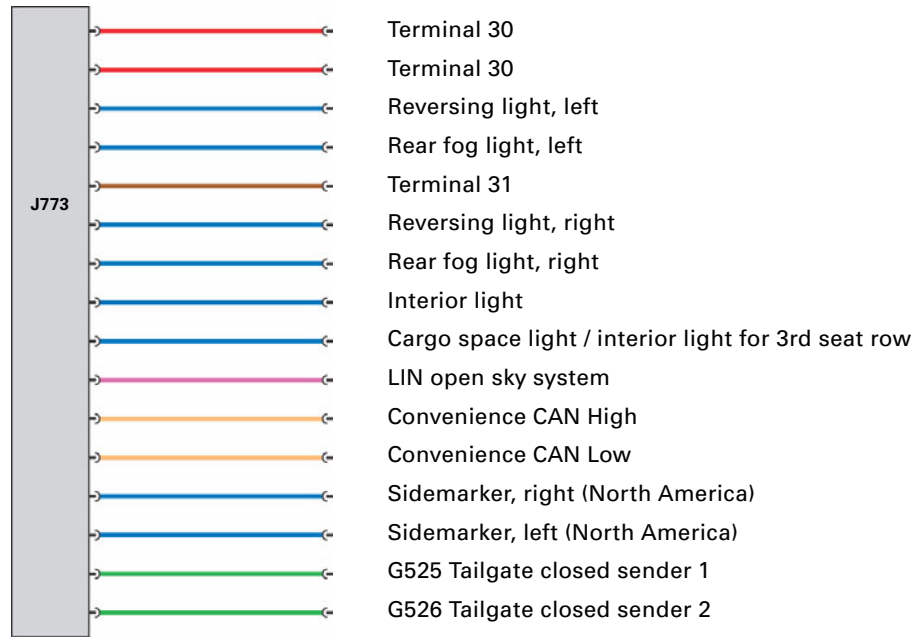 Terminal 30
Terminal 30
Reversing light, left
Rear fog light, left
Terminal 31
J773
Reversing light, right
Rear fog light, right
Interior light
Cargo space light / interior light for 3rd seat row
LIN open sky system
Convenience CAN High
Convenience CAN Low
Sidemarker, right (North America)
Sidemarker, left (North America)
G525 Tailgate closed sender 1
G526 Tailgate closed sender 2